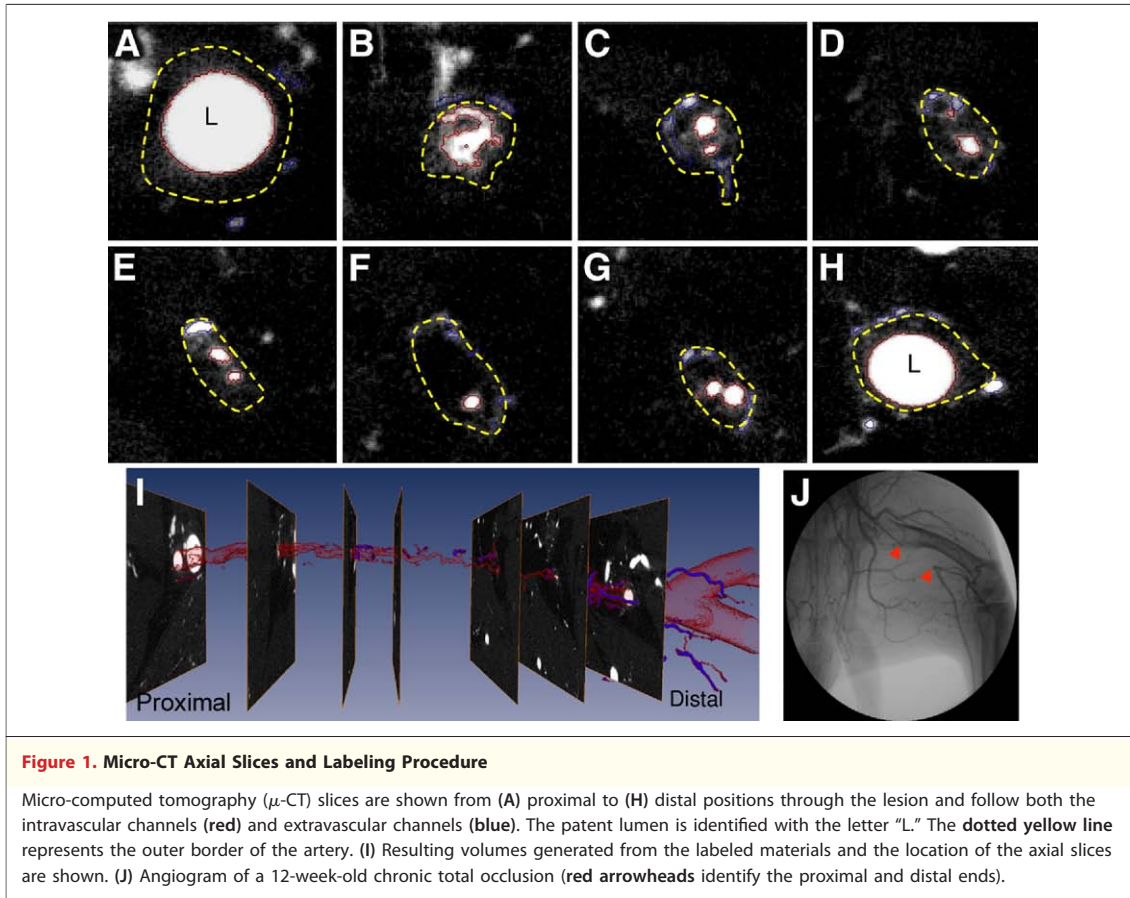 A
B
C
D
L
E
F
G
H
L
I
J
Proximal
Distal
Figure 1. Micro-CT Axial Slices and Labeling Procedure
Micro-computed tomography (μ-CT) slices are shown from (A) proximal to (H) distal positions through the lesion and follow both the
intravascular channels (red) and extravascular channels (blue). The patent lumen is identified with the letter “L.” The dotted yellow line
represents the outer border of the artery. (I) Resulting volumes generated from the labeled materials and the location of the axial slices
are shown. (J) Angiogram of a 12-week-old chronic total occlusion (red arrowheads identify the proximal and distal ends).